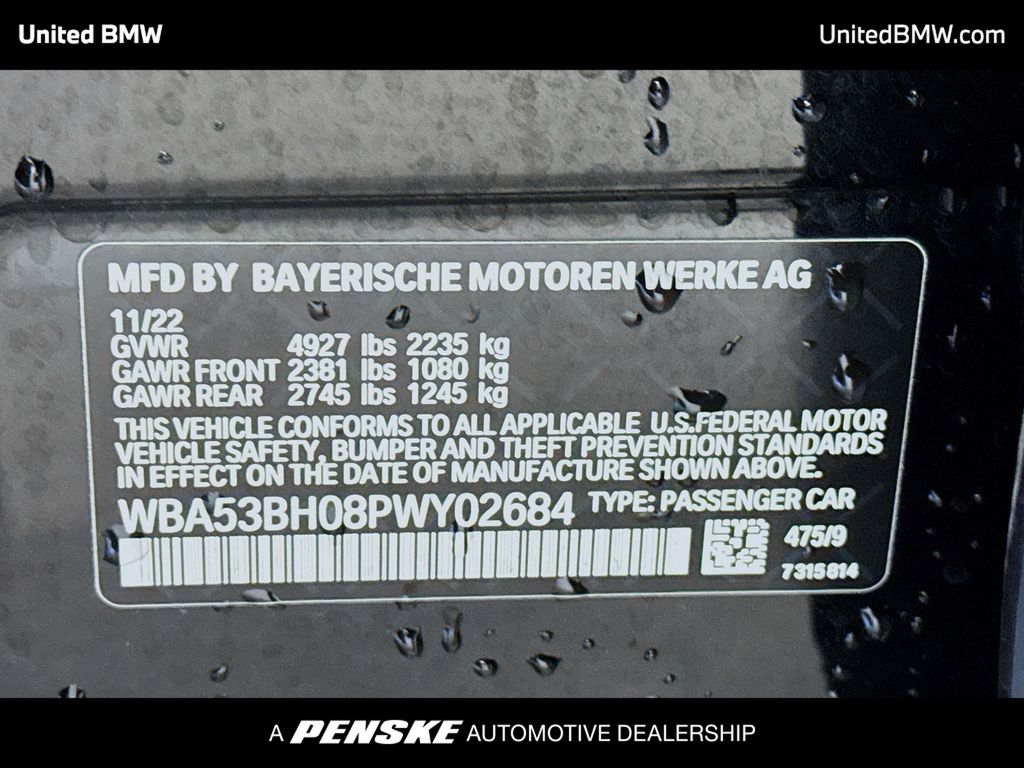 United BMW
UnitedBMW.com
MFD BY BAYERISCHE MOTOREN WERKE AG
11/22
GVWR 4927 lbs 2235 kg
GAWR FRONT 2381 lbs 1080 kg
GAWR REAR 2745 lbs 1245 kg
THIS VEHICLE CONFORMS TO ALL APPLICABLE U.S.FEDERAL MOTOR
VEHICLE SAFETY, BUMPER AND THEFT PREVENTION STANDARDS
IN EFFECT ON THE DATE OF MANUFACTURE SHOWN ABOVE.
WBA53BH08PWY02684 TYPE: PASSENGER CAR
475/9
7315814
A PENSKE AUTOMOTIVE DEALERSHIP